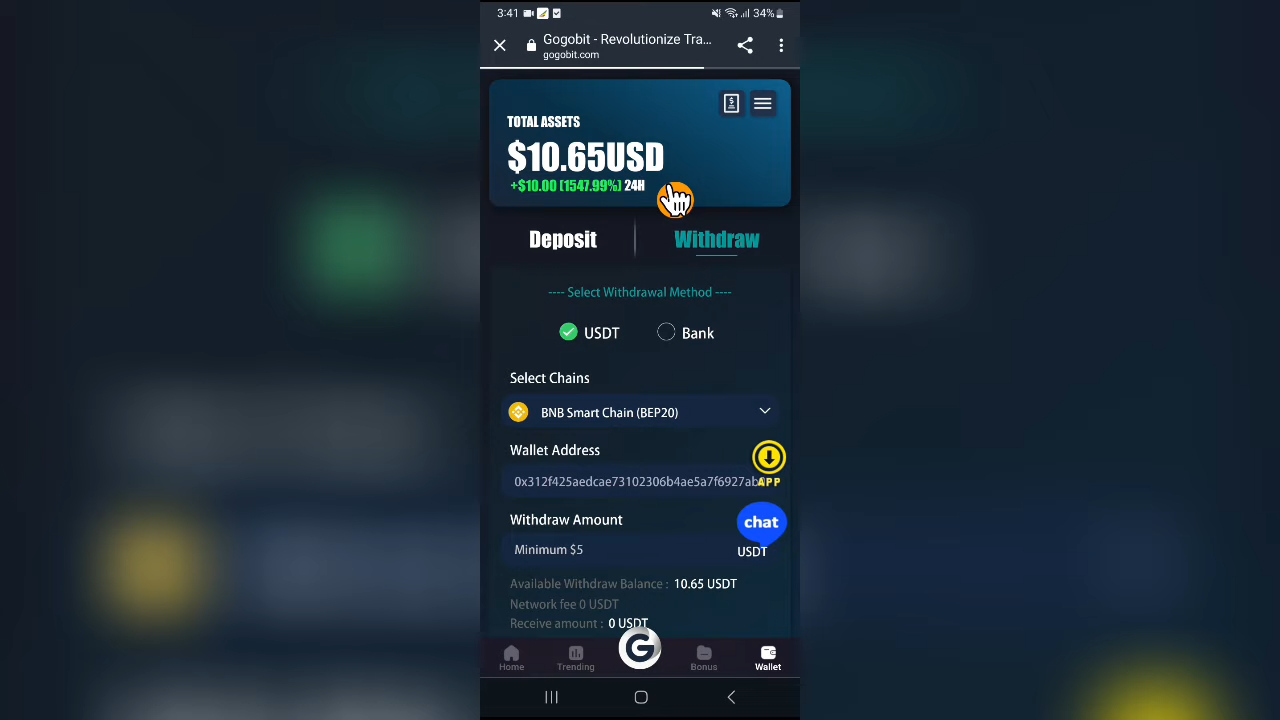 3:41
34%
Gogobit - Revolutionize Tra...
gogobit.com
TOTAL ASSETS
$10.65USD
+$10.00 (1547.99%) 24H
Deposit
Withdraw
---- Select Withdrawal Method ----
USDT
Bank
Select Chains
BNB Smart Chain (BEP20)
Wallet Address
0x312f425aedcae73102306b4ae5a7f6927ab
APP
Withdraw Amount
chat
Minimum $5
USDT
Available Withdraw Balance : 10.65 USDT
Network fee 0 USDT
Receive amount : 0 USDT
G
Home
Trending
Bonus
Wallet